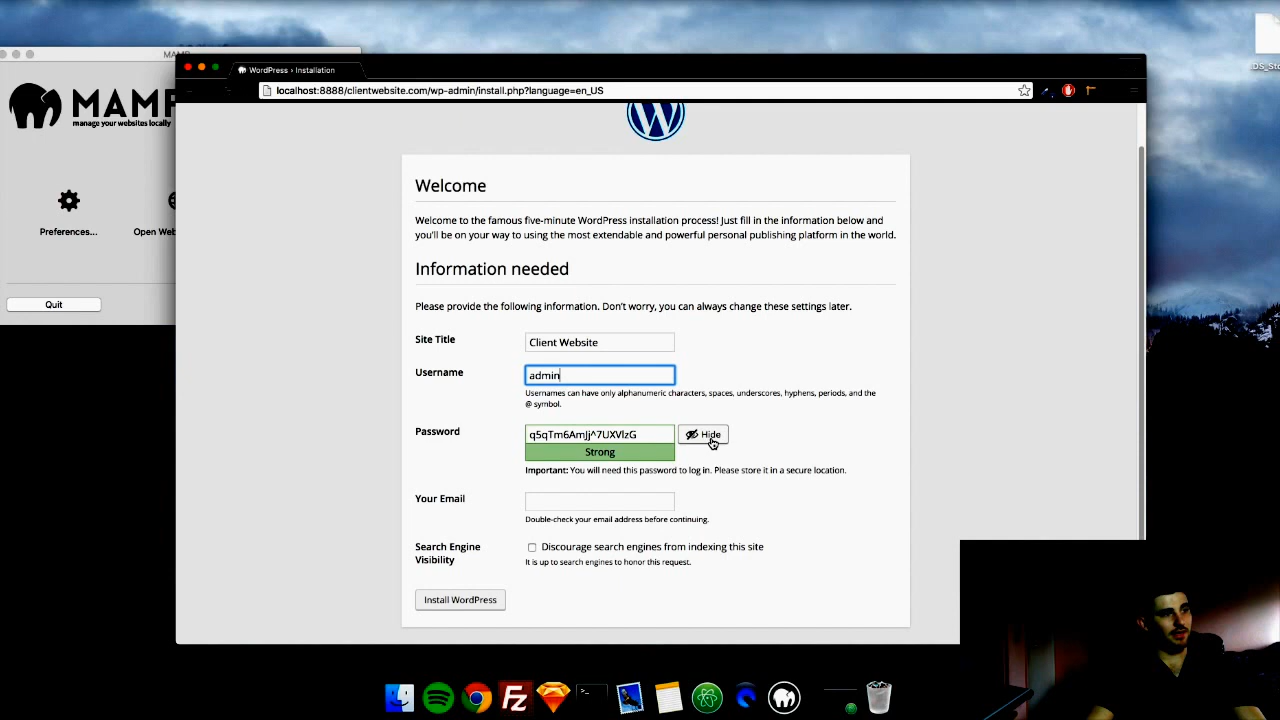 MAMP
WordPress › Installation
localhost:8888/clientwebsite.com/wp-admin/install.php?language=en_US
MAMP
manage your websites locally
Preferences...
Open Web
Quit
Welcome
Welcome to the famous five-minute WordPress installation process! Just fill in the information below and
you'll be on your way to using the most extendable and powerful personal publishing platform in the world.
Information needed
Please provide the following information. Don't worry, you can always change these settings later.
Site Title
Client Website
Username
admin
Usernames can have only alphanumeric characters, spaces, underscores, hyphens, periods, and the
@ symbol.
Password
q5qTm6AmJj^7UXVlzG
Hide
Strong
Important: You will need this password to log in. Please store it in a secure location.
Your Email
Double-check your email address before continuing.
Search Engine
Visibility
Discourage search engines from indexing this site
It is up to search engines to honor this request.
Install WordPress
Fz